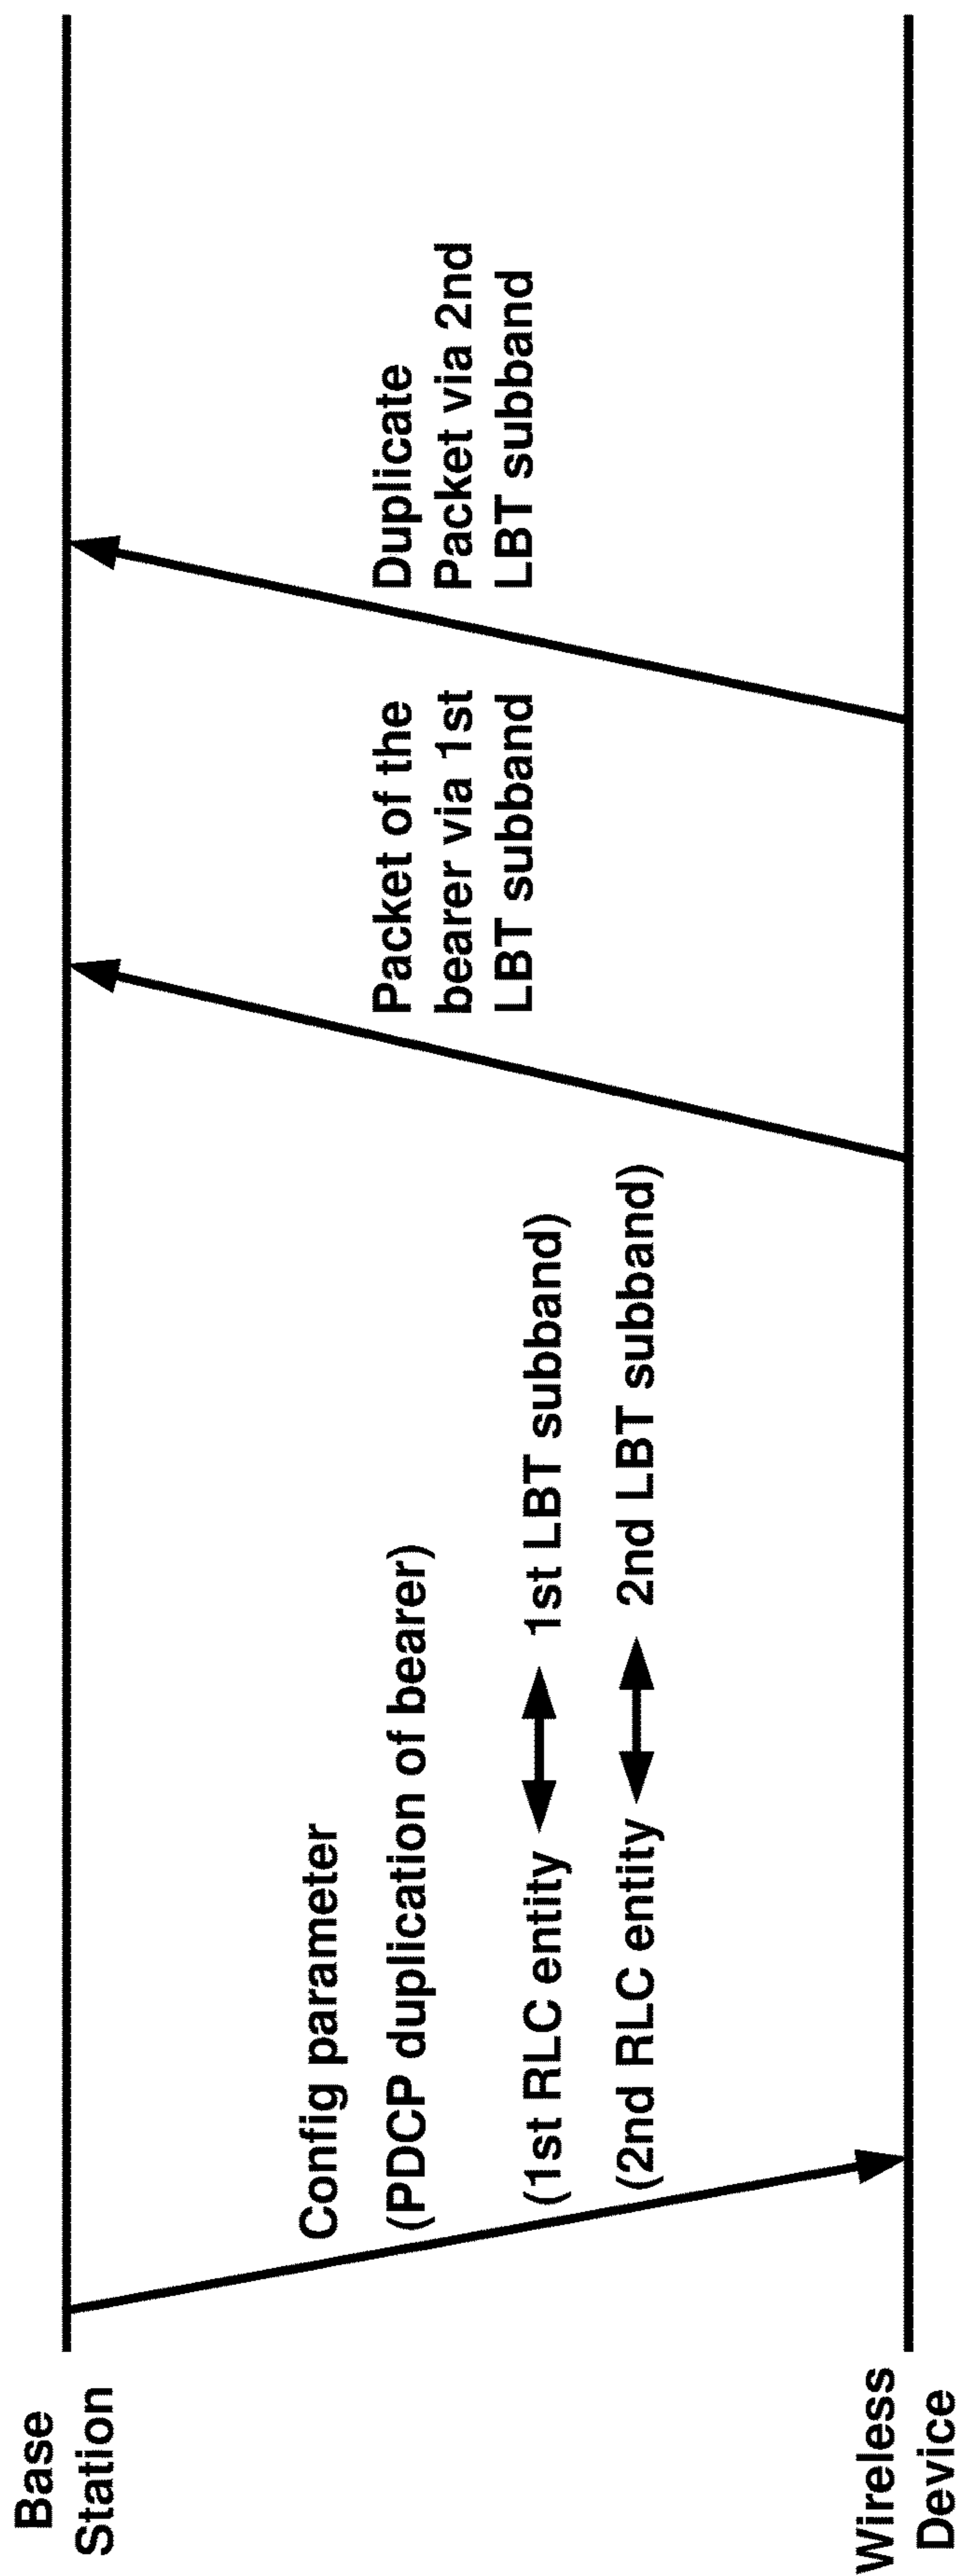 Base
Station
Config parameter
(PDCP duplication of bearer)
(1st RLC entity 1st LBT subband)
(2nd RLC entity 2nd LBT subband)
Packet of the
bearer via 1st
LBT subband
Duplicate
Packet via 2nd
LBT subband
Wireless
Device